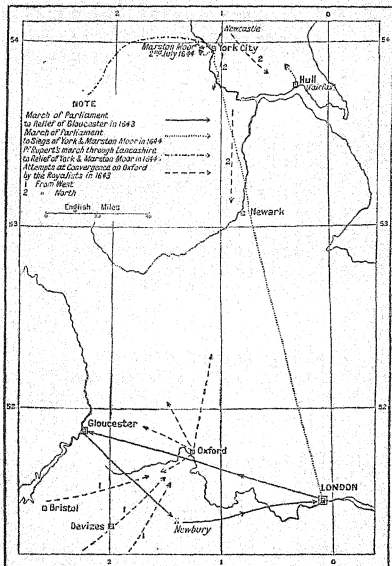 2
1
0
Newcastle
54
Marston Moor
2nd July 1644
York City
54
2
2
Hull
Fairfax
NOTE
March of Parliament
to Relief of Gloucester in 1643
March of Parliament
to Siege of York & Marston Moor in 1644
Pr Rupert's march through Lancashire
to Relief of York & Marston Moor in 1644
Attempts at Convergence on Oxford
by the Royalists in 1643
1 From West
2 " North
2
English Miles
Newark
53
53
52
52
Gloucester
Oxford
LONDON
1
Bristol
Devizes
1
1
Newbury
2
1
0